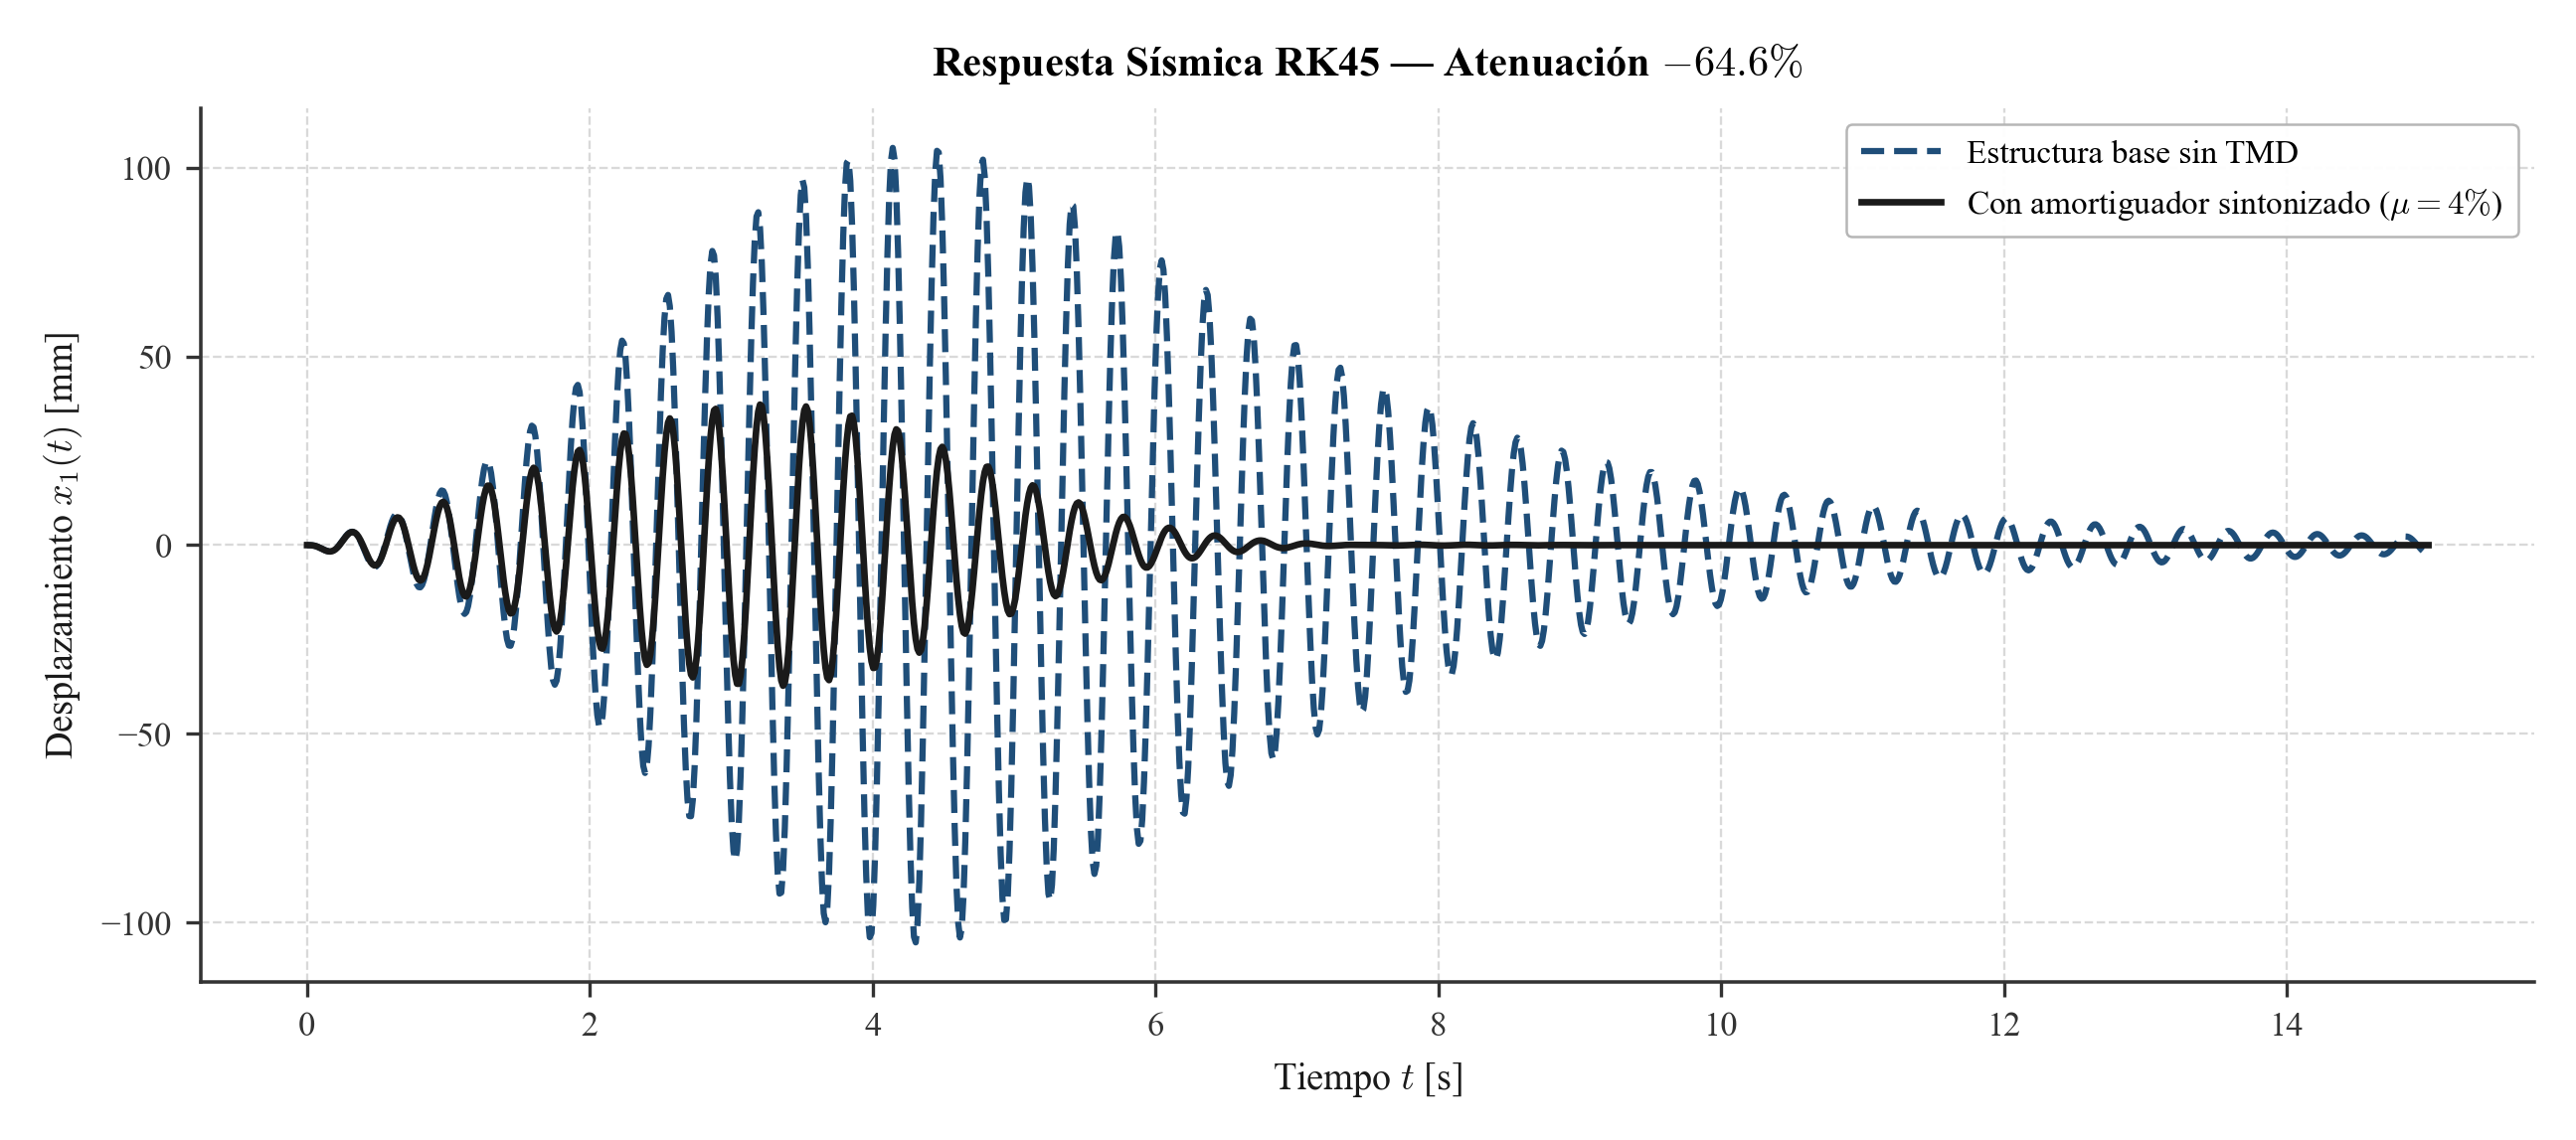 Respuesta Sísmica RK45 — Atenuación −64.6%
Estructura base sin TMD
Con amortiguador sintonizado (μ = 4%)
Desplazamiento x₁(t) [mm]
100
50
0
−50
−100
0 2 4 6 8 10 12 14
Tiempo t [s]